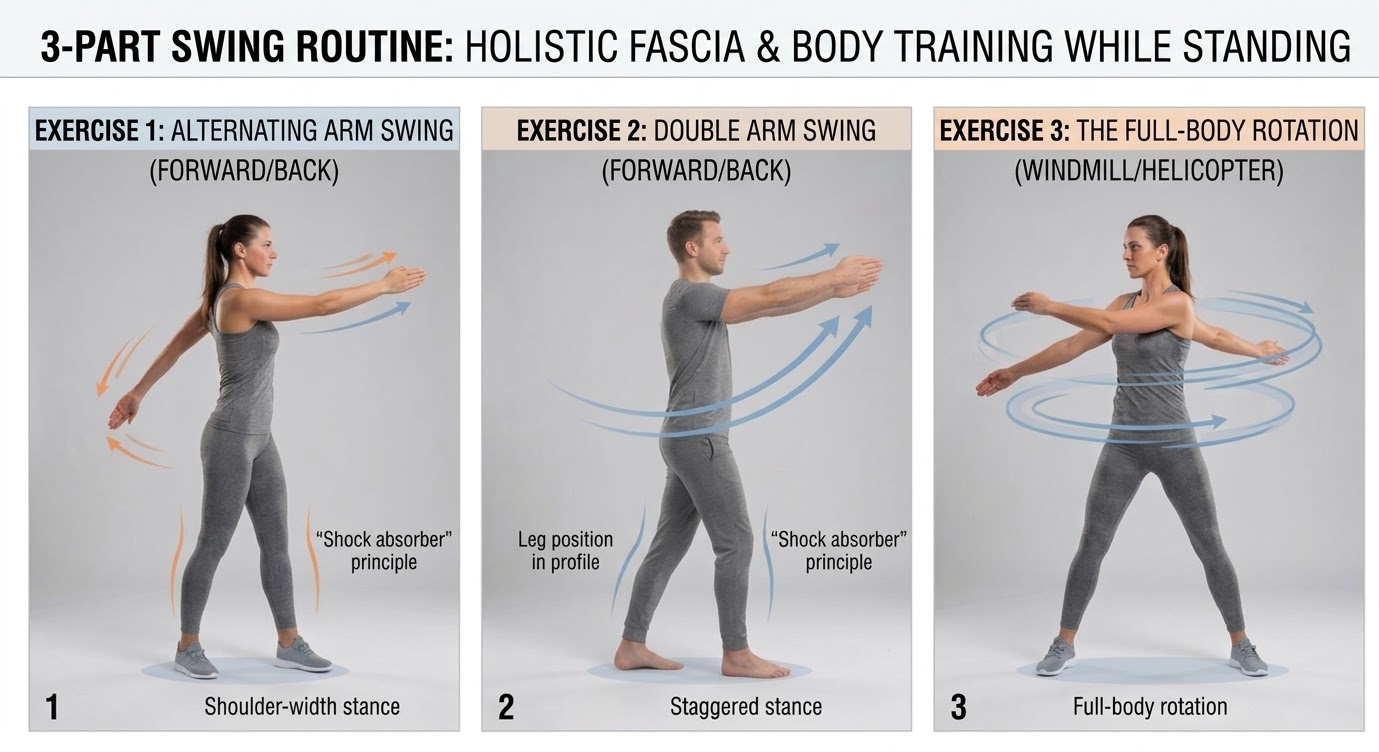 3-PART SWING ROUTINE: HOLISTIC FASCIA & BODY TRAINING WHILE STANDING
EXERCISE 1: ALTERNATING ARM SWING
(FORWARD/BACK)
“Shock absorber”
principle
1
Shoulder-width stance
EXERCISE 2: DOUBLE ARM SWING
(FORWARD/BACK)
Leg position
in profile
“Shock absorber”
principle
2
Staggered stance
EXERCISE 3: THE FULL-BODY ROTATION
(WINDMILL/HELICOPTER)
3
Full-body rotation